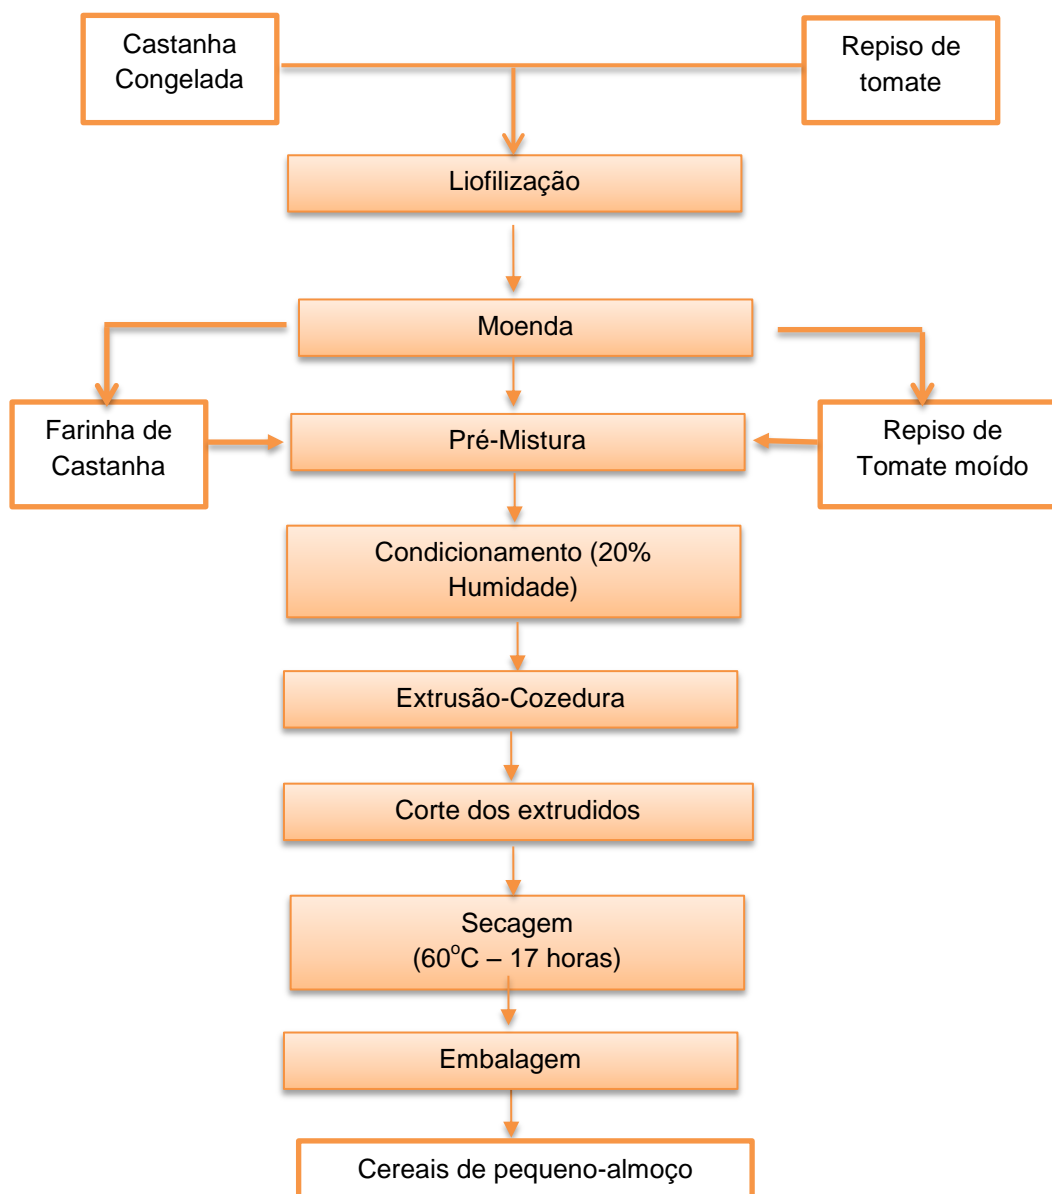 Castanha
Congelada
Repiso de
tomate
Liofilização
Moenda
Farinha de
Castanha
Pré-Mistura
Repiso de
Tomate moído
Condicionamento (20%
Humidade)
Extrusão-Cozedura
Corte dos extrudidos
Secagem
(60°C – 17 horas)
Embalagem
Cereais de pequeno-almoço